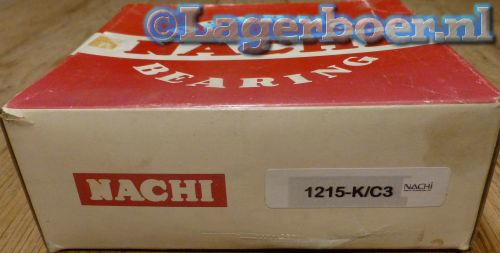 ©Lagerboer.nl
NACHI
BEARING
NACHI
1215-K/C3
NACHI